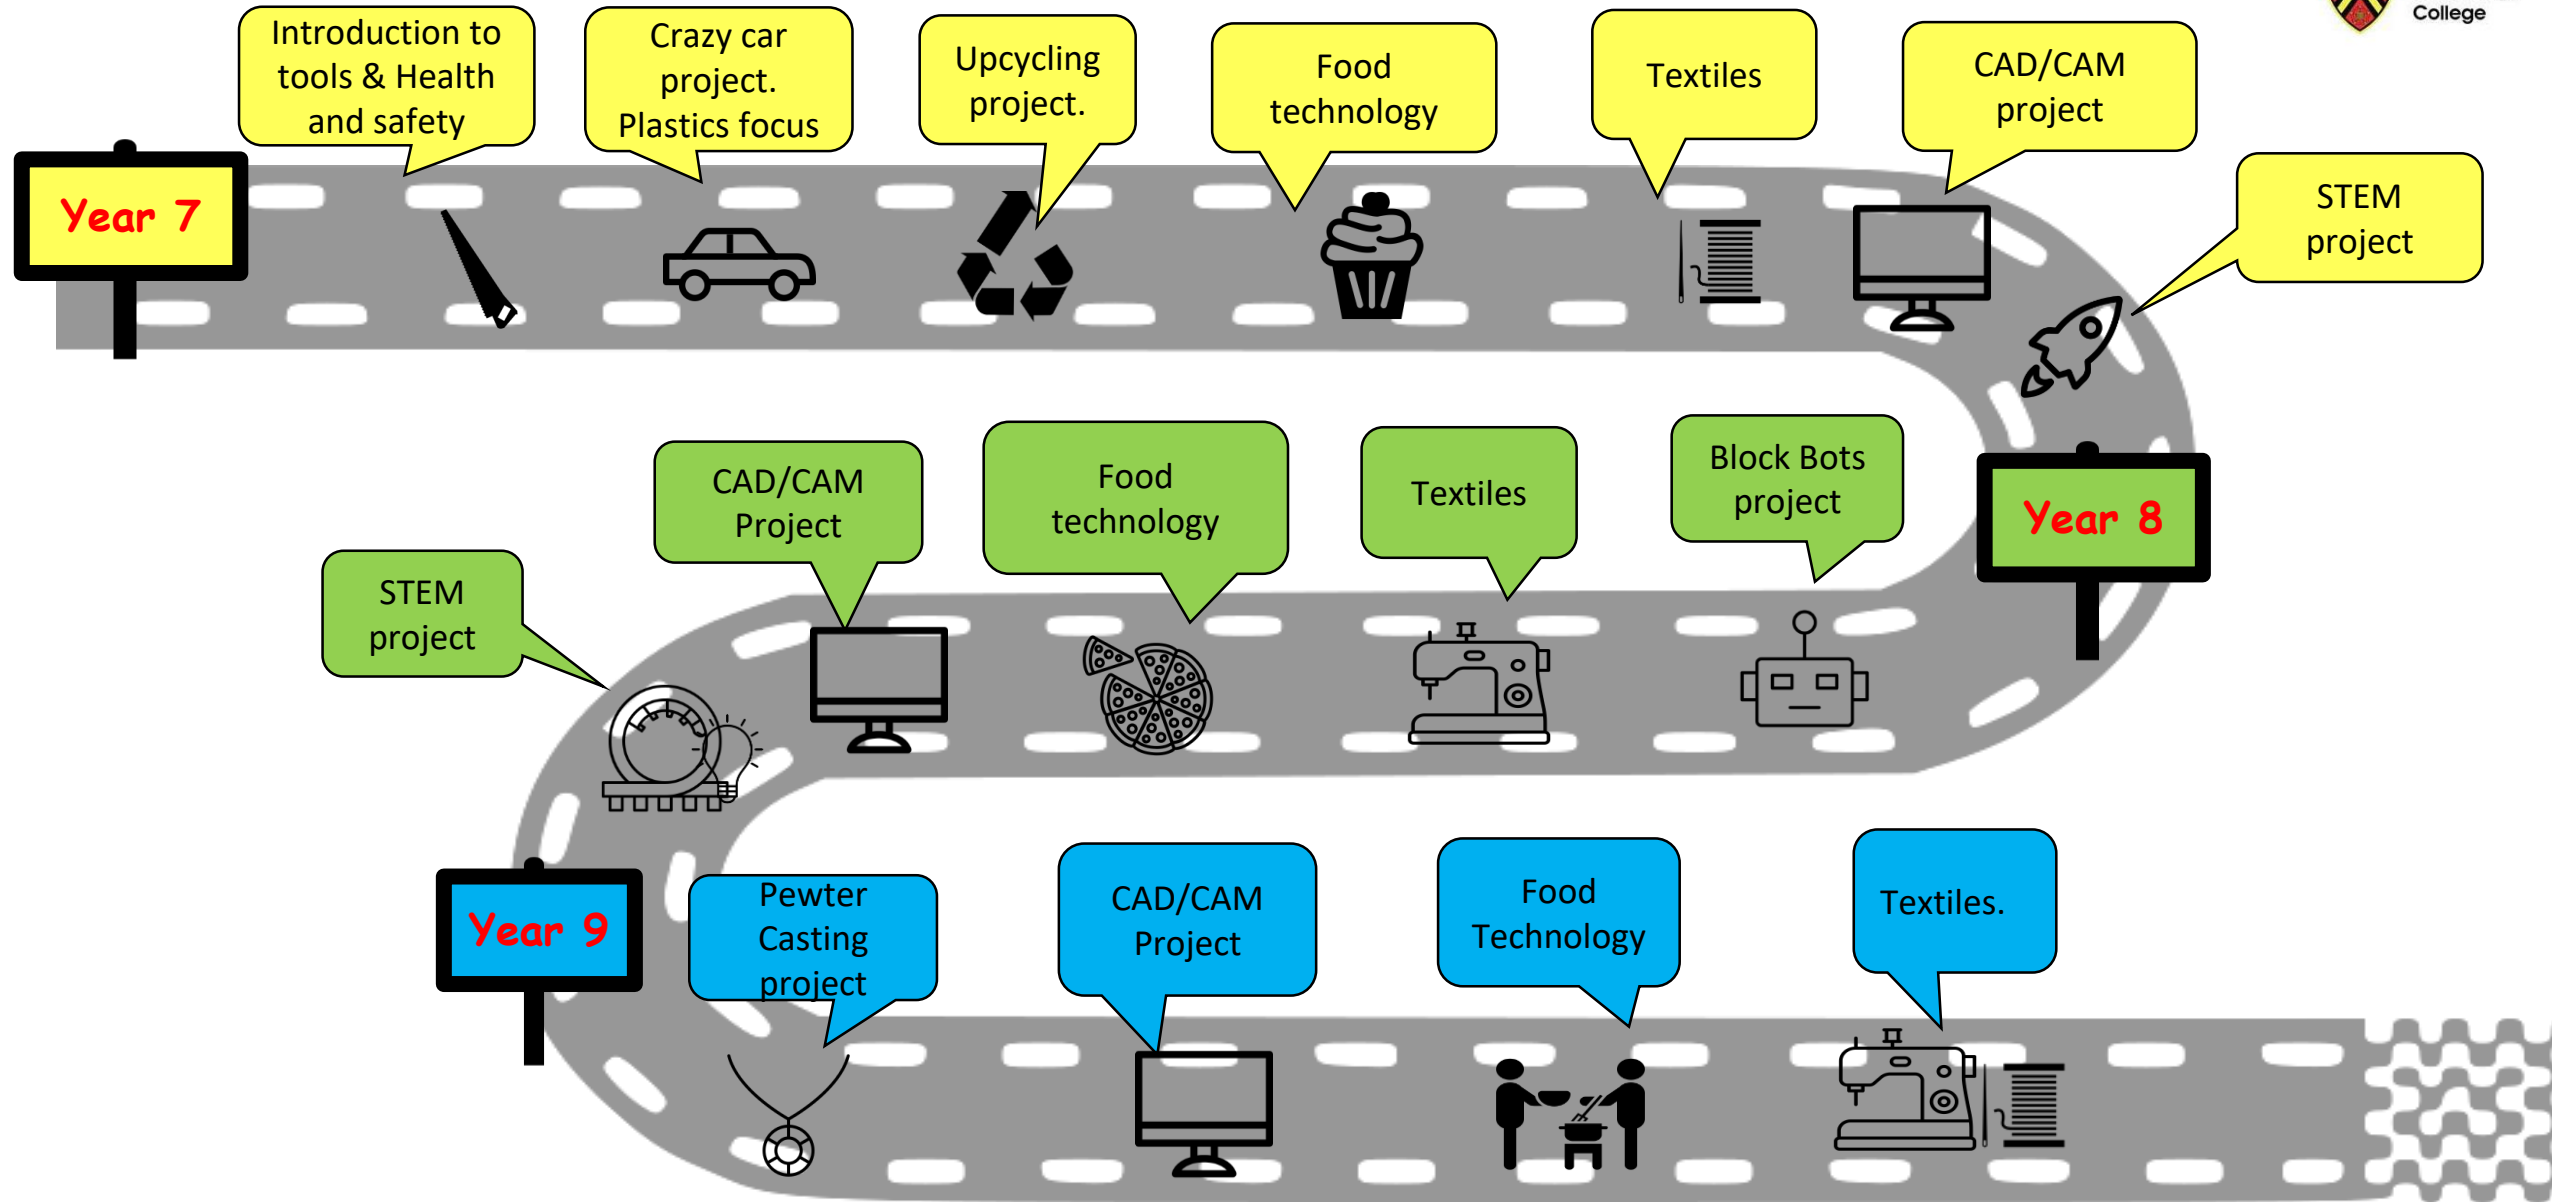 College
Introduction to
tools & Health
and safety
Crazy car
project.
Plastics focus
Upcycling
project.
Food
technology
Textiles
CAD/CAM
project
STEM
project
Year 7
Year 8
Block Bots
project
Textiles
Food
technology
CAD/CAM
Project
STEM
project
Year 9
Pewter
Casting
project
CAD/CAM
Project
Food
Technology
Textiles.